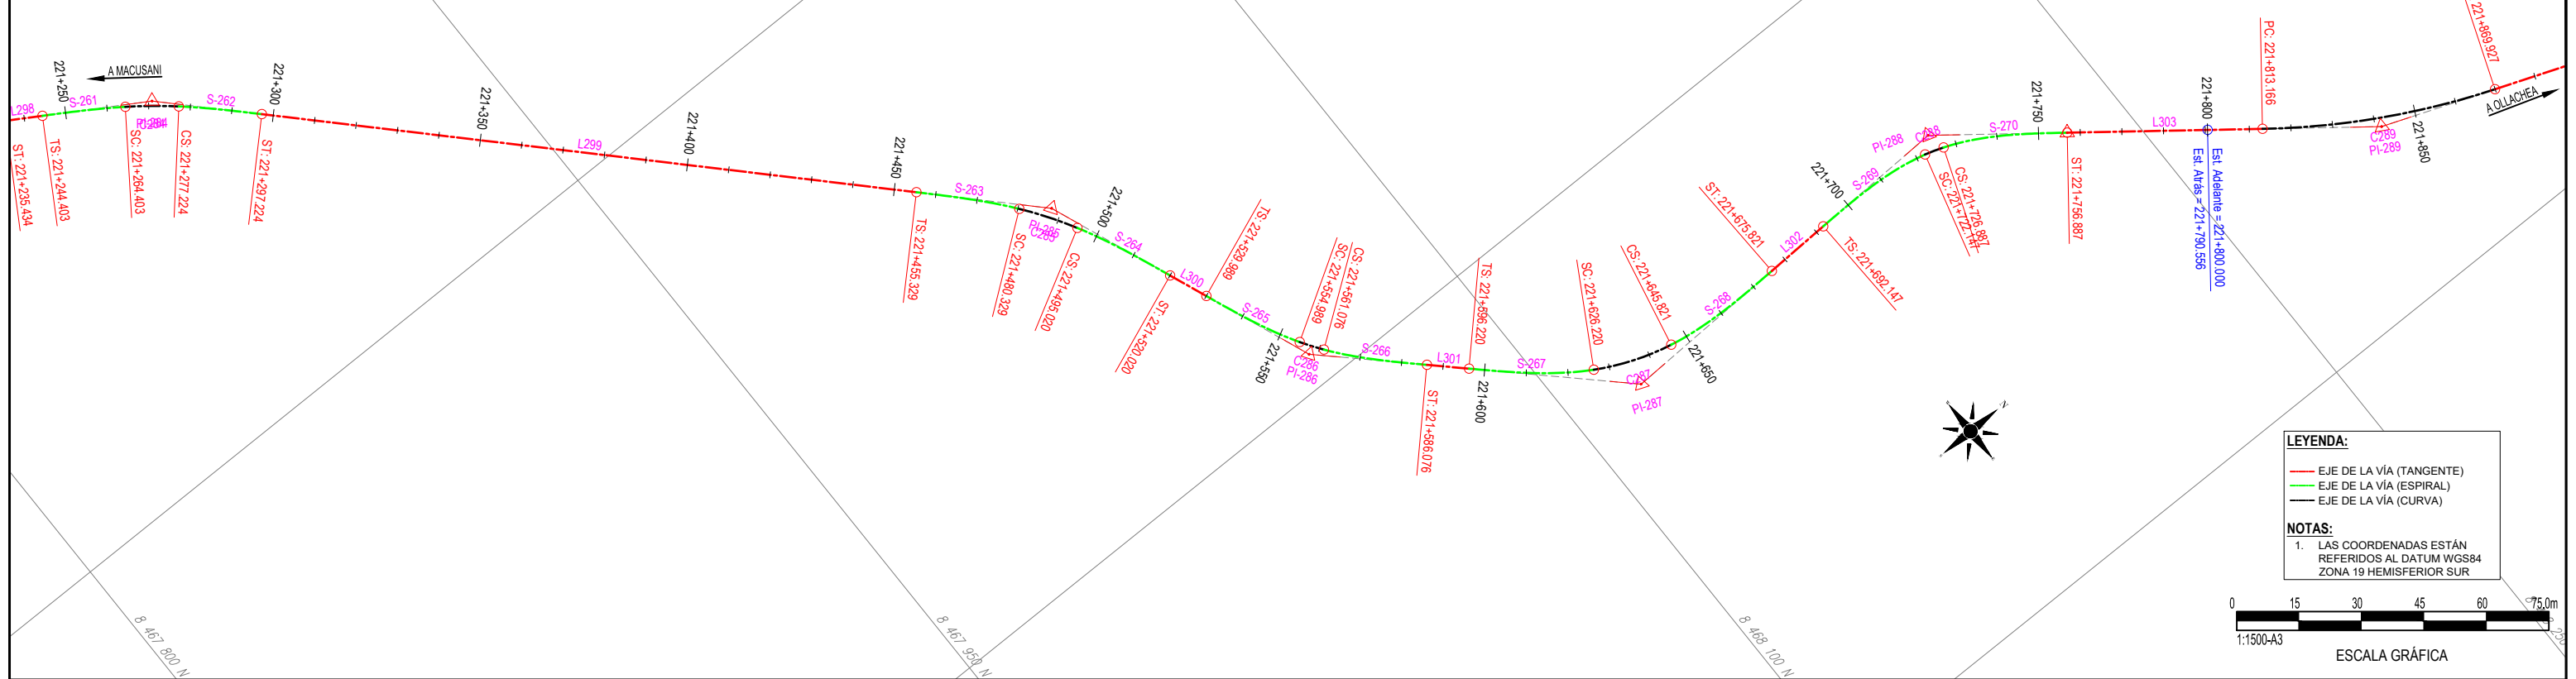 L298
ST: 221+235.434
TS: 221+244.403
221+250
S-261
A MACUSANI
SC: 221+264.403
PI-284
CS: 221+277.224
S-262
ST: 221+297.224
221+300
221+350
L299
221+400
221+450
TS: 221+455.329
S-263
SC: 221+480.329
PI-285
C285
CS: 221+495.020
221+500
S-264
ST: 221+520.020
L300
TS: 221+529.989
S-265
221+550
SC: 221+554.989
CS: 221+561.076
C286
PI-286
S-266
ST: 221+586.076
L301
TS: 221+596.220
221+600
S-267
SC: 221+626.220
C287
PI-287
CS: 221+645.821
221+650
S-268
ST: 221+675.821
L302
TS: 221+692.147
221+700
S-269
PI-288
C288
SC: 221+722.147
CS: 221+726.887
S-270
221+750
ST: 221+756.887
L303
221+800
Est. Adelante = 221+800.000
Est. Atrás = 221+790.556
PC: 221+813.166
C289
PI-289
221+850
221+869.927
A OLLACHEA
N
8 467 800 N
8 467 950 N
8 468 100 N
LEYENDA:
EJE DE LA VÍA (TANGENTE)
EJE DE LA VÍA (ESPIRAL)
EJE DE LA VÍA (CURVA)
NOTAS:
1. LAS COORDENADAS ESTÁN
REFERIDOS AL DATUM WGS84
ZONA 19 HEMISFERIO SUR
0 15 30 45 60 75.0m
1:1500-A3
ESCALA GRÁFICA